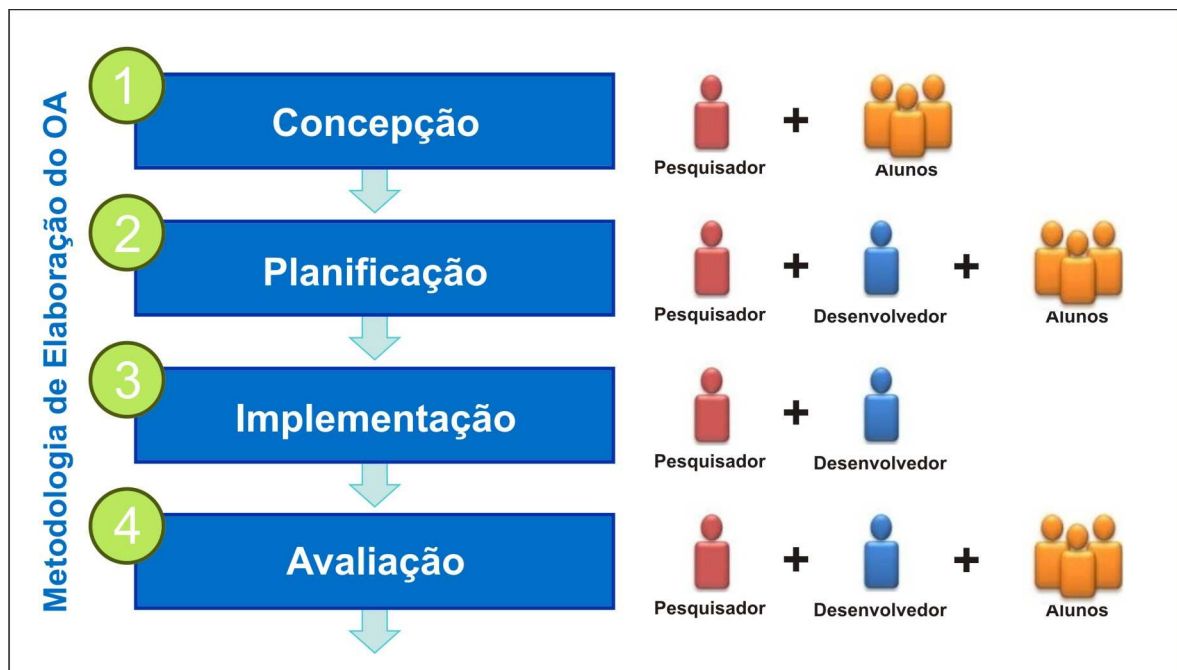 Metodologia de Elaboração do OA
1
Concepção
Pesquisador
+
Alunos
2
Planificação
Pesquisador
+
Desenvolvedor
+
Alunos
3
Implementação
Pesquisador
+
Desenvolvedor
4
Avaliação
Pesquisador
+
Desenvolvedor
+
Alunos